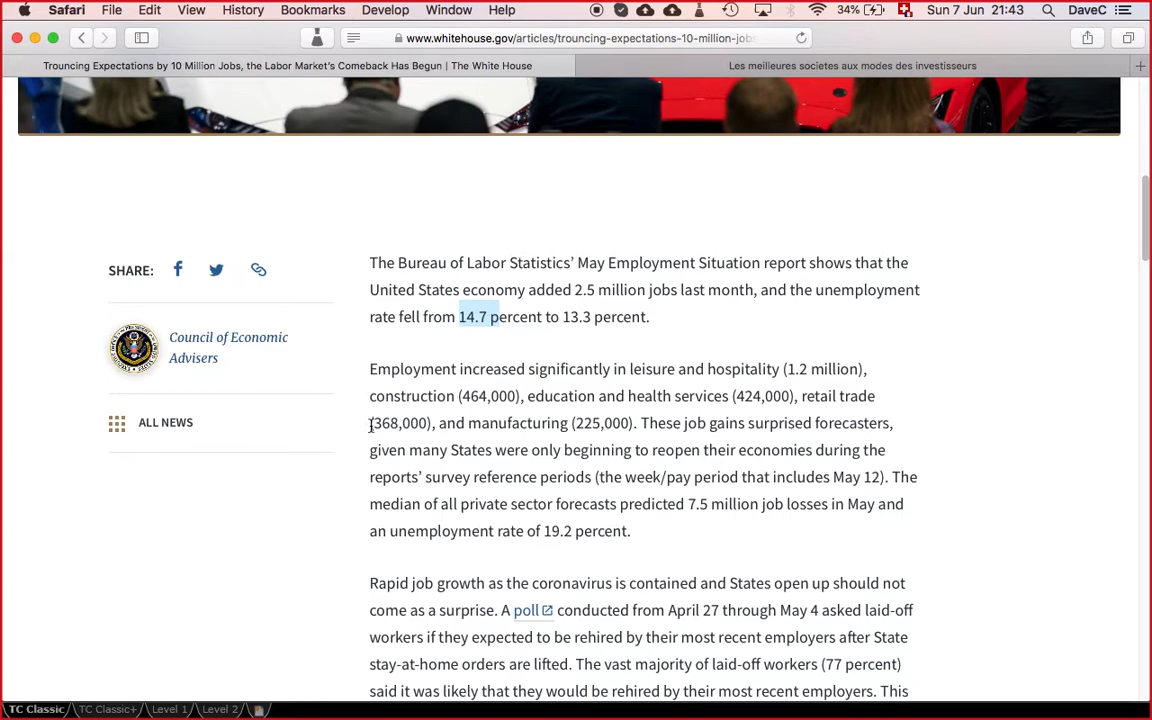 Safari File Edit View History Bookmarks Develop Window Help 34% Sun 7 Jun 21:43 DaveC
www.whitehouse.gov/articles/trouncing-expectations-10-million-jobs
Trouncing Expectations by 10 Million Jobs, the Labor Market's Comeback Has Begun | The White House
Les meilleures societes aux modes des investisseurs
SHARE:
Council of Economic
Advisers
ALL NEWS
The Bureau of Labor Statistics' May Employment Situation report shows that the
United States economy added 2.5 million jobs last month, and the unemployment
rate fell from 14.7 percent to 13.3 percent.
Employment increased significantly in leisure and hospitality (1.2 million),
construction (464,000), education and health services (424,000), retail trade
(368,000), and manufacturing (225,000). These job gains surprised forecasters,
given many States were only beginning to reopen their economies during the
reports' survey reference periods (the week/pay period that includes May 12). The
median of all private sector forecasts predicted 7.5 million job losses in May and
an unemployment rate of 19.2 percent.
Rapid job growth as the coronavirus is contained and States open up should not
come as a surprise. A poll conducted from April 27 through May 4 asked laid-off
workers if they expected to be rehired by their most recent employers after State
stay-at-home orders are lifted. The vast majority of laid-off workers (77 percent)
said it was likely that they would be rehired by their most recent employers. This
TC Classic TC Classic+ Level 1 Level 2